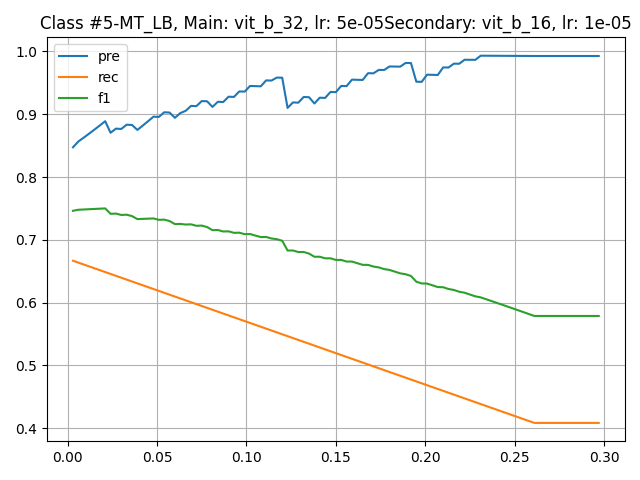 Class #5-MT_LB, Main: vit_b_32, lr: 5e-05Secondary: vit_b_16, lr: 1e-05
pre
rec
f1
1.0
0.9
0.8
0.7
0.6
0.5
0.4
0.00 0.05 0.10 0.15 0.20 0.25 0.30